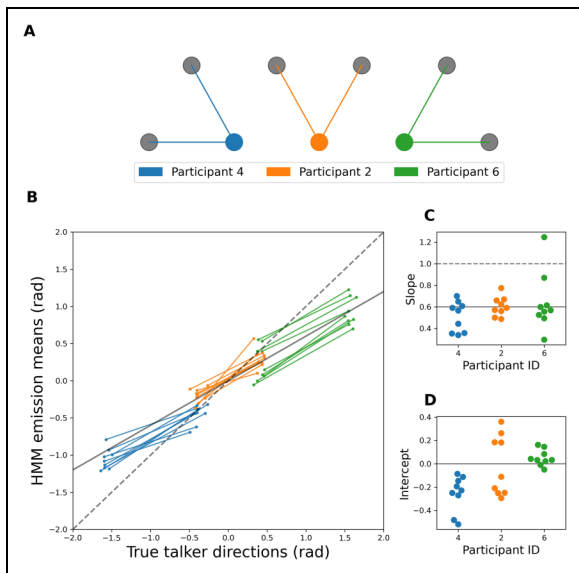 A
Participant 4
Participant 2
Participant 6
B
2.0
1.5
1.0
0.5
0.0
−0.5
−1.0
−1.5
−2.0
HMM emission means (rad)
−2.0 −1.5 −1.0 −0.5 0.0 0.5 1.0 1.5 2.0
True talker directions (rad)
C
1.2
1.0
0.8
0.6
0.4
Slope
4 2 6
Participant ID
D
0.4
0.2
0.0
−0.2
−0.4
Intercept
4 2 6
Participant ID